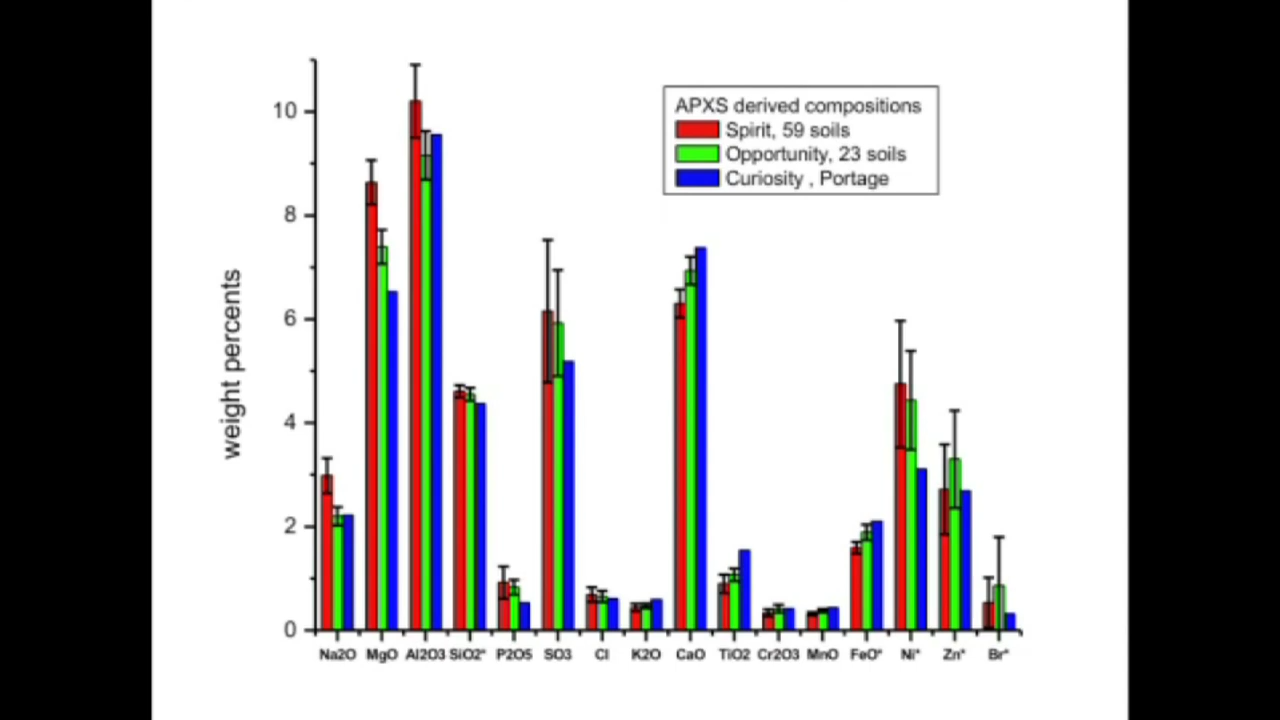 APXS derived compositions
Spirit, 59 soils
Opportunity, 23 soils
Curiosity , Portage
weight percents
10
8
6
4
2
0
Na2O MgO Al2O3 SiO2* P2O5 SO3 Cl K2O CaO TiO2 Cr2O3 MnO FeO* Ni* Zn* Br*